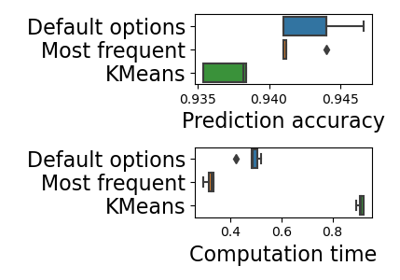 Default options
Most frequent
KMeans
0.935 0.940 0.945
Prediction accuracy
Default options
Most frequent
KMeans
0.4 0.6 0.8
Computation time